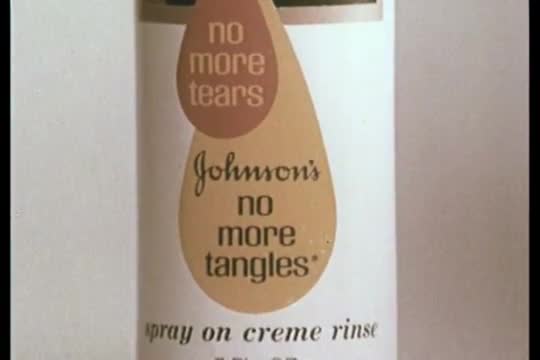 no
more
tears
Johnson's
no
more
tangles*
spray on creme rinse